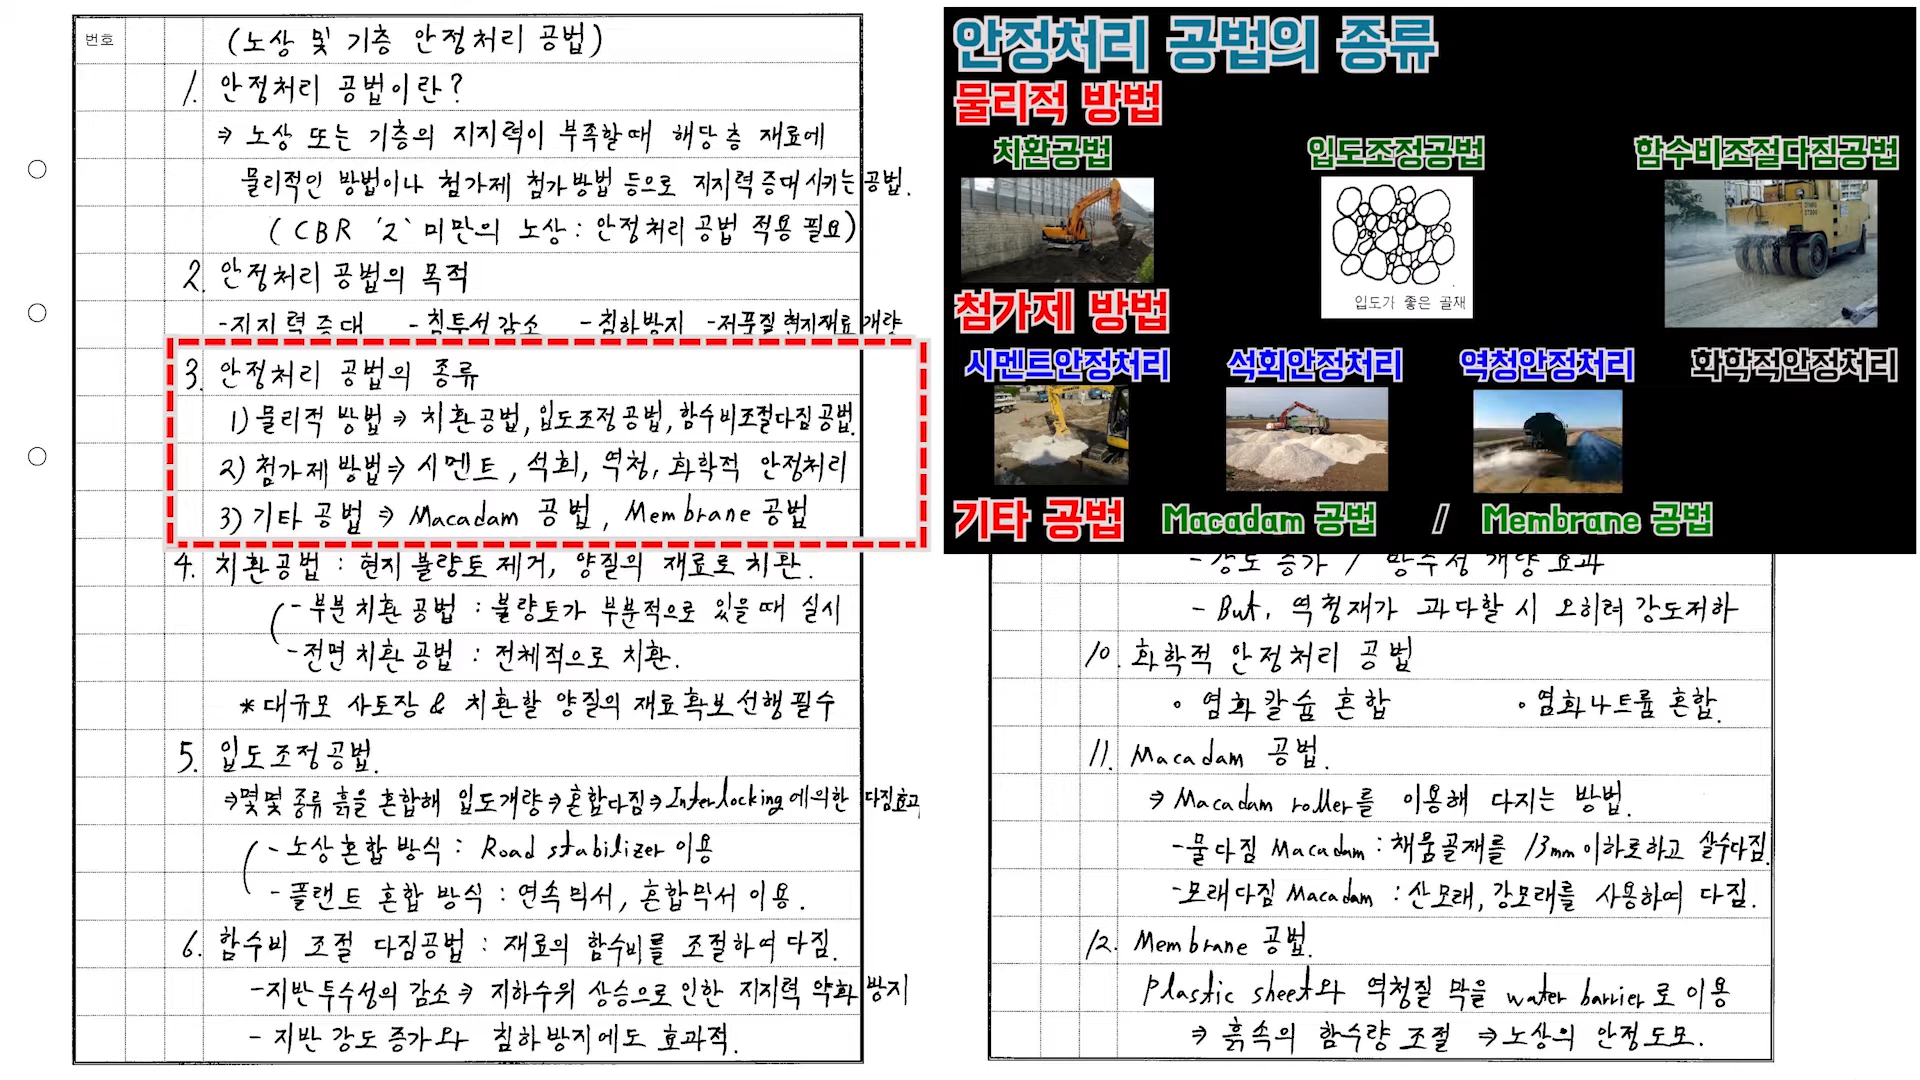 번호
(노상 및 기층 안정처리 공법)
1. 안정처리 공법이란?
⇒ 노상 또는 기층의 지지력이 부족할 때 해당 층 재료에
물리적인 방법이나 첨가제 첨가방법 등으로 지지력 증대시키는 공법.
(CBR '2' 미만의 노상 : 안정처리 공법 적용 필요)
2. 안정처리 공법의 목적
-지지력 증대 -침투성 감소 -침하방지 -저품질 현지재료 개량
3. 안정처리 공법의 종류
1) 물리적 방법 ⇒ 치환공법, 입도조정공법, 함수비조절다짐공법.
2) 첨가제 방법 ⇒ 시멘트, 석회, 역청, 화학적 안정처리
3) 기타 공법 ⇒ Macadam 공법, Membrane 공법
4. 치환공법 : 현지 불량토 제거, 양질의 재료로 치환.
-부분치환 공법 : 불량토가 부분적으로 있을 때 실시
-전면치환 공법 : 전체적으로 치환.
* 대규모 사토장 & 치환할 양질의 재료확보 선행 필수
5. 입도조정공법.
⇒몇몇 종류 흙을 혼합해 입도개량⇒혼합다짐⇒Interlocking에 의한 다짐효과
- 노상혼합 방식 : Road stabilizer 이용
- 플랜트 혼합 방식 : 연속믹서, 혼합믹서 이용.
6. 함수비 조절 다짐공법 : 재료의 함수비를 조절하여 다짐.
-지반투수성의 감소⇒ 지하수위 상승으로 인한 지지력 약화 방지
- 지반 강도 증가와 침하방지에도 효과적.
안정처리 공법의 종류
물리적 방법
치환공법 입도조정공법 함수비조절다짐공법
입도가 좋은 골재
첨가제 방법
시멘트안정처리 석회안정처리 역청안정처리 화학적안정처리
기타 공법 Macadam 공법 / Membrane 공법
- 강도 증가 / 방수성 개량 효과
- But, 역청재가 과다할 시 오히려 강도저하
10. 화학적 안정처리 공법
◦ 염화칼슘 혼합 ◦ 염화나트륨 혼합.
11. Macadam 공법.
⇒ Macadam roller를 이용해 다지는 방법.
-물다짐 Macadam : 채움골재를 13mm이하로하고 살수다짐.
-모래다짐 Macadam : 산모래, 강모래를 사용하여 다짐.
12. Membrane 공법.
Plastic sheet와 역청질 막을 water barrier로 이용
⇒ 흙속의 함수량 조절 ⇒노상의 안정도모.